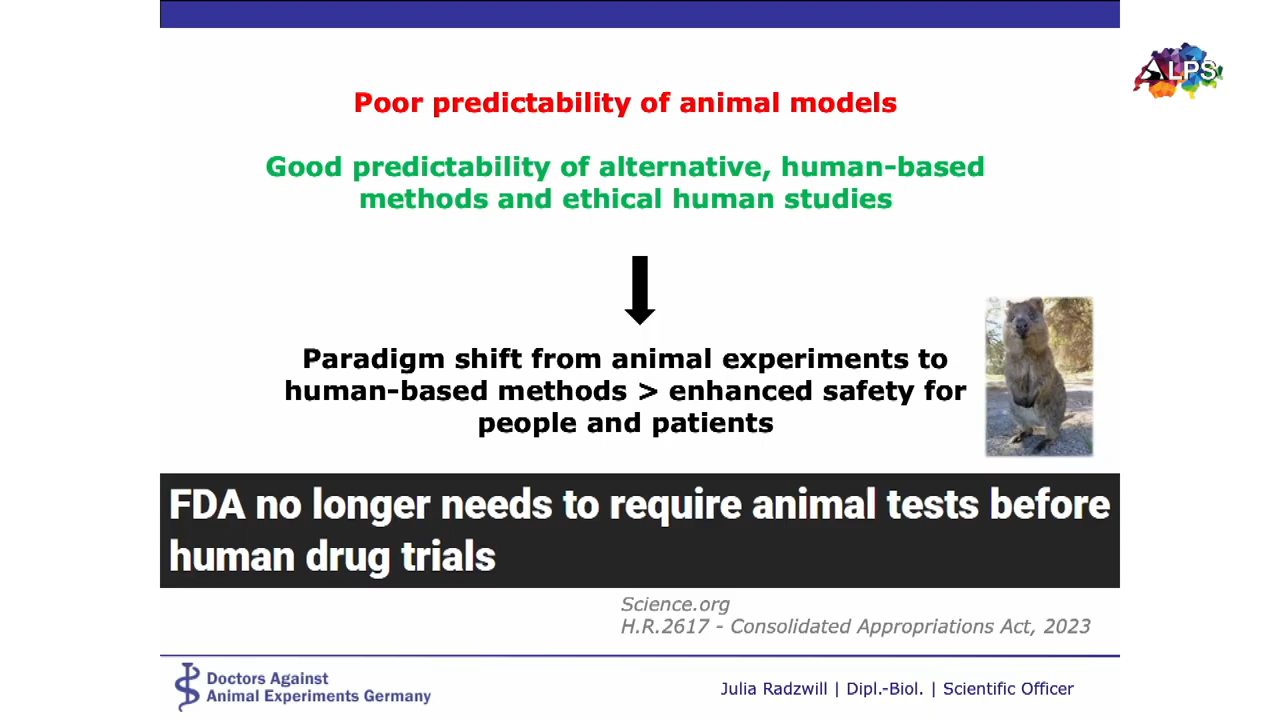 ALPS
Poor predictability of animal models
Good predictability of alternative, human-based
methods and ethical human studies
Paradigm shift from animal experiments to
human-based methods > enhanced safety for
people and patients
FDA no longer needs to require animal tests before
human drug trials
Science.org
H.R.2617 - Consolidated Appropriations Act, 2023
Doctors Against
Animal Experiments Germany
Julia Radzwill | Dipl.-Biol. | Scientific Officer